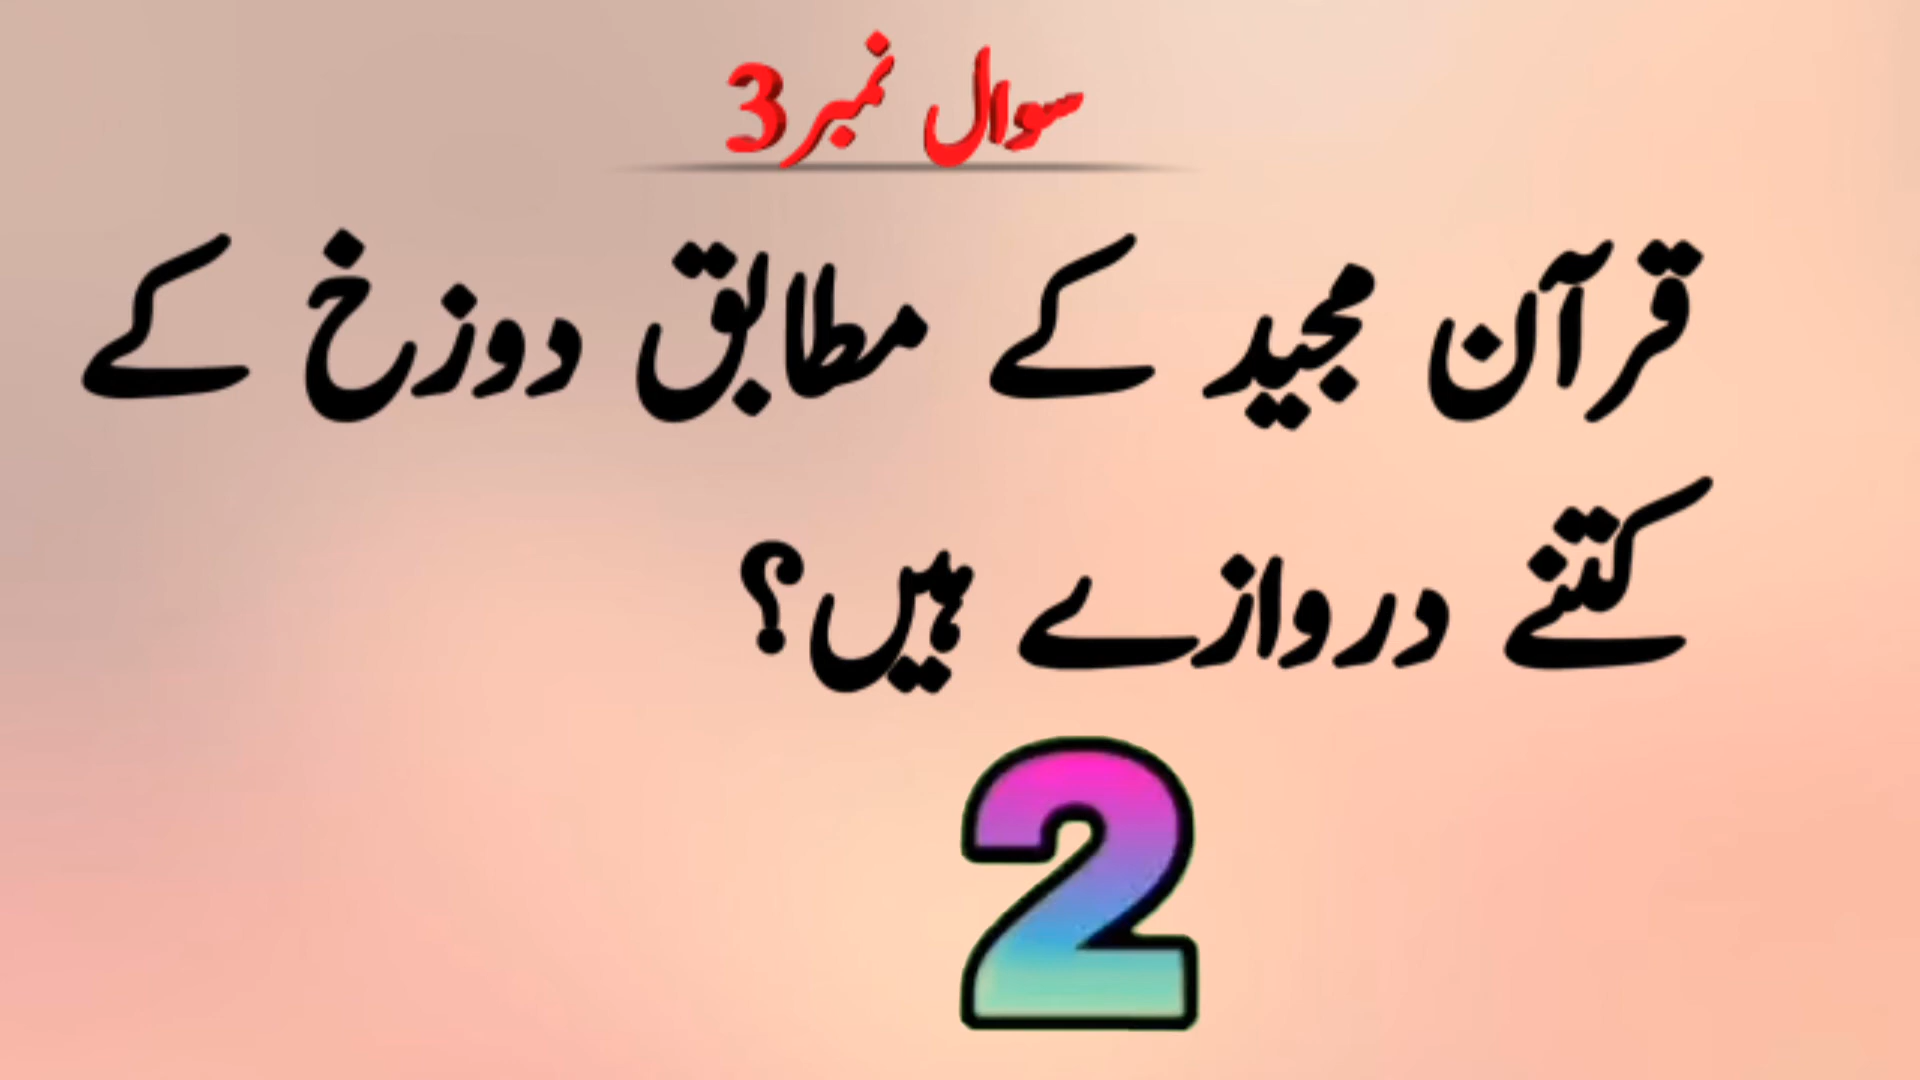 سوال نمبر3
قرآن مجید کے مطابق دوزخ کے
کتنے دروازے ہیں؟
2